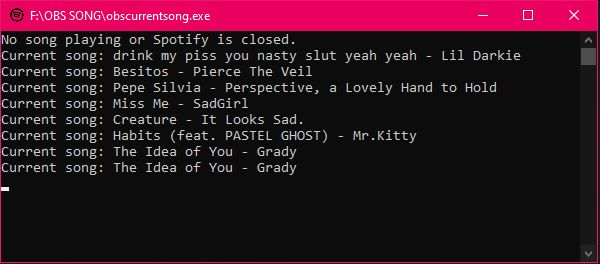 F:\OBS SONG\obscurrentsong.exe
No song playing or Spotify is closed.
Current song: drink my piss you nasty slut yeah yeah - Lil Darkie
Current song: Besitos - Pierce The Veil
Current song: Pepe Silvia - Perspective, a Lovely Hand to Hold
Current song: Miss Me - SadGirl
Current song: Creature - It Looks Sad.
Current song: Habits (feat. PASTEL GHOST) - Mr.Kitty
Current song: The Idea of You - Grady
Current song: The Idea of You - Grady